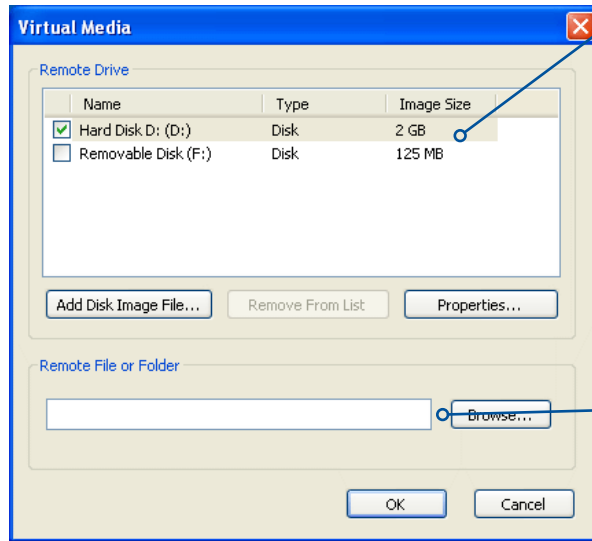 Virtual Media
Remote Drive
Name Type Image Size
Hard Disk D: (D:) Disk 2 GB
Removable Disk (F:) Disk 125 MB
Add Disk Image File... Remove From List Properties...
Remote File or Folder
Browse...
OK Cancel